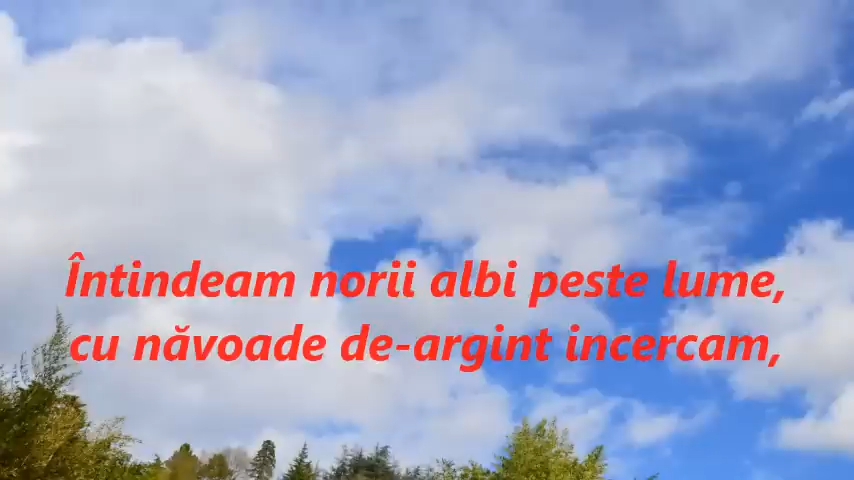 Întindeam norii albi peste lume,
cu năvoade de-argint incercam,